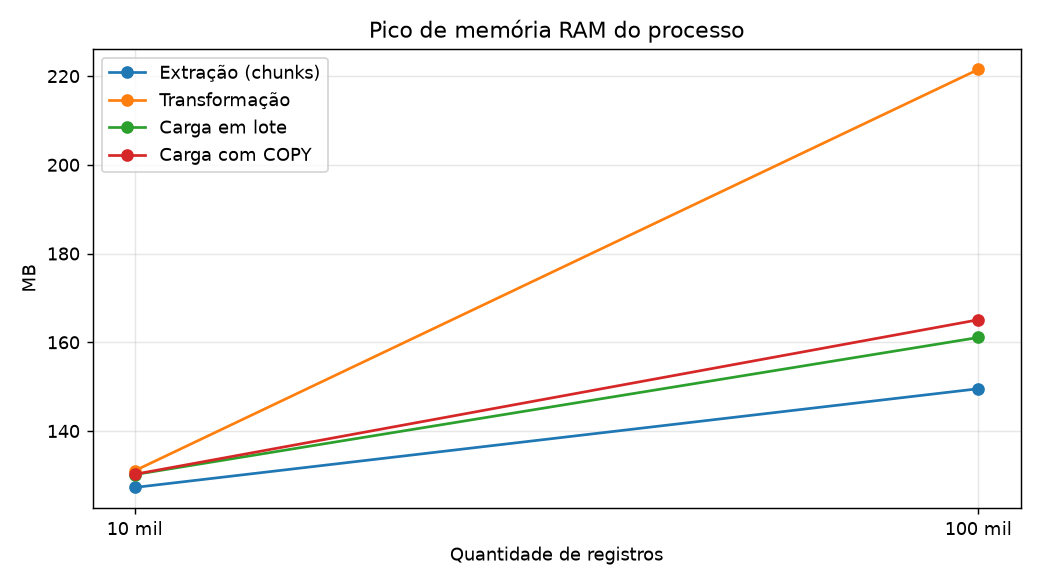 Pico de memória RAM do processo
Extração (chunks)
Transformação
Carga em lote
Carga com COPY
220
200
180
160
140
MB
10 mil
100 mil
Quantidade de registros